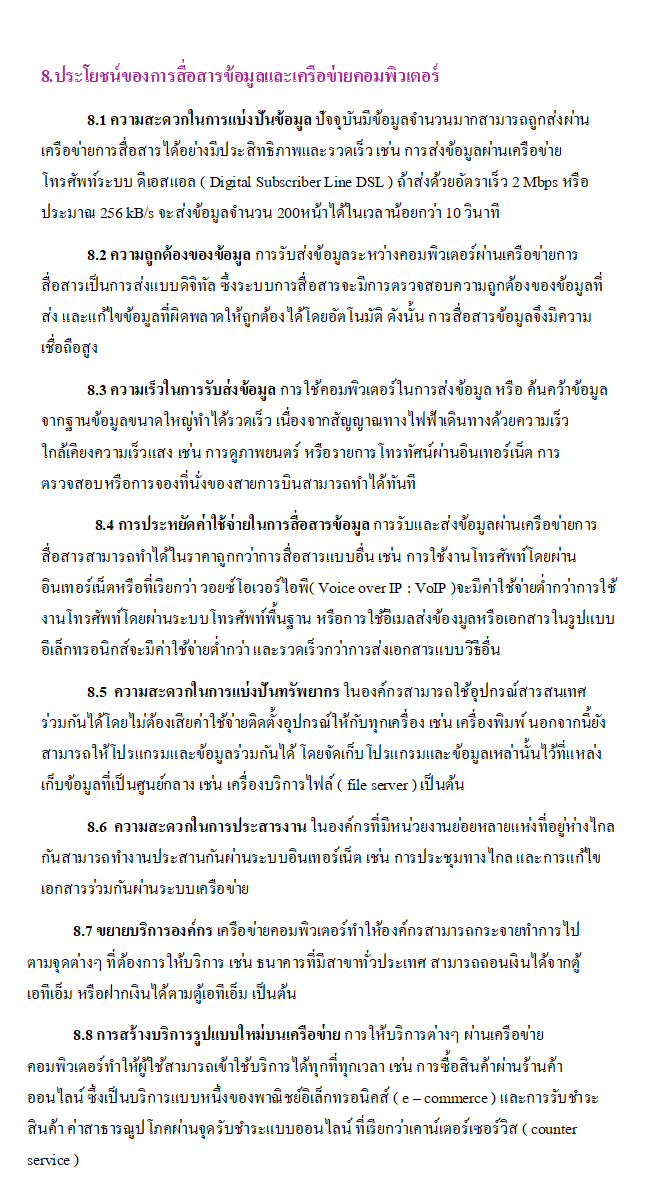 8.ประโยชน์ของการสื่อสารข้อมูลและเครือข่ายคอมพิวเตอร์
8.1 ความสะดวกในการแบ่งปันข้อมูล ปัจจุบันมีข้อมูลจำนวนมากสามารถถูกส่งผ่าน
เครือข่ายการสื่อสารได้อย่างมีประสิทธิภาพและรวดเร็ว เช่น การส่งข้อมูลผ่านเครือข่าย
โทรศัพท์ระบบ ดีเอสแอล ( Digital Subscriber Line DSL ) ถ้าส่งด้วยอัตราเร็ว 2 Mbps หรือ
ประมาณ 256 kB/s จะส่งข้อมูลจำนวน 200หน้าได้ในเวลาน้อยกว่า 10 วินาที
8.2 ความถูกต้องของข้อมูล การรับส่งข้อมูลระหว่างคอมพิวเตอร์ผ่านเครือข่ายการ
สื่อสารเป็นการส่งแบบดิจิทัล ซึ่งระบบการสื่อสารจะมีการตรวจสอบความถูกต้องของข้อมูลที่
ส่ง และแก้ไขข้อมูลที่ผิดพลาดให้ถูกต้อง ได้โดยอัตโนมัติ ดังนั้น การสื่อสารข้อมูลจึงมีความ
เชื่อถือสูง
8.3 ความเร็วในการรับส่งข้อมูล การใช้คอมพิวเตอร์ในการส่งข้อมูล หรือ ค้นคว้าข้อมูล
จากฐานข้อมูลขนาดใหญ่ทำได้รวดเร็ว เนื่องจากสัญญาณทางไฟฟ้าเดินทางด้วยความเร็ว
ใกล้เคียงความเร็วแสง เช่น การดูภาพยนตร์ หรือรายการโทรทัศน์ผ่านอินเทอร์เน็ต การ
ตรวจสอบหรือการจองที่นั่งของสายการบินสามารถทำได้ทันที
8.4 การประหยัดค่าใช้จ่ายในการสื่อสารข้อมูล การรับและส่งข้อมูลผ่านเครือข่ายการ
สื่อสารสามารถทำได้ในราคาถูกกว่าการสื่อสารแบบอื่น เช่น การใช้งานโทรศัพท์โดยผ่าน
อินเทอร์เน็ตหรือที่เรียกว่า วอยซ์โอเวอร์ไอพี( Voice over IP : VoIP )จะมีค่าใช้จ่ายต่ำกว่าการใช้
งานโทรศัพท์โดยผ่านระบบโทรศัพท์พื้นฐาน หรือการใช้อีเมลส่งข้องมูลหรือเอกสารในรูปแบบ
อีเล็กทรอนิกส์จะมีค่าใช้จ่ายต่ำกว่า และรวดเร็วกว่าการส่งเอกสารแบบวิธีอื่น
8.5 ความสะดวกในการแบ่งปันทรัพยากร ในองค์กรสามารถใช้อุปกรณ์สารสนเทศ
ร่วมกันได้โดยไม่ต้องเสียค่าใช้จ่ายติดตั้งอุปกรณ์ให้กับทุกเครื่อง เช่น เครื่องพิมพ์ นอกจากนี้ยัง
สามารถให้โปรแกรมและข้อมูลร่วมกันได้ โดยจัดเก็บโปรแกรมและข้อมูลเหล่านั้นไว้ที่แหล่ง
เก็บข้อมูลที่เป็นศูนย์กลาง เช่น เครื่องบริการไฟล์ ( file server ) เป็นต้น
8.6 ความสะดวกในการประสารงาน ในองค์กรที่มีหน่วยงานย่อยหลายแห่งที่อยู่ห่างไกล
กันสามารถทำงานประสานกันผ่านระบบอินเทอร์เน็ต เช่น การประชุมทางไกล และการแก้ไข
เอกสารร่วมกันผ่านระบบเครือข่าย
8.7 ขยายบริการองค์กร เครือข่ายคอมพิวเตอร์ทำให้องค์กรสามารถกระจายทำการไป
ตามจุดต่างๆ ที่ต้องการให้บริการ เช่น ธนาคารที่มีสาขาทั่วประเทศ สามารถถอนเงินได้จากตู้
เอทีเอ็ม หรือฝากเงินได้ตามตู้เอทีเอ็ม เป็นต้น
8.8 การสร้างบริการรูปแบบใหม่บนเครือข่าย การให้บริการต่างๆ ผ่านเครือข่าย
คอมพิวเตอร์ทำให้ผู้ใช้สามารถเข้าใช้บริการได้ทุกที่ทุกเวลา เช่น การซื้อสินค้าผ่านร้านค้า
ออนไลน์ ซึ่งเป็นบริการแบบหนึ่งของพาณิชย์อิเล็กทรอนิคส์ ( e – commerce ) และการรับชำระ
สินค้า ค่าสาธารณูปโภคผ่านจุดรับชำระแบบออนไลน์ ที่เรียกว่าเคาน์เตอร์เซอร์วิส ( counter
service )